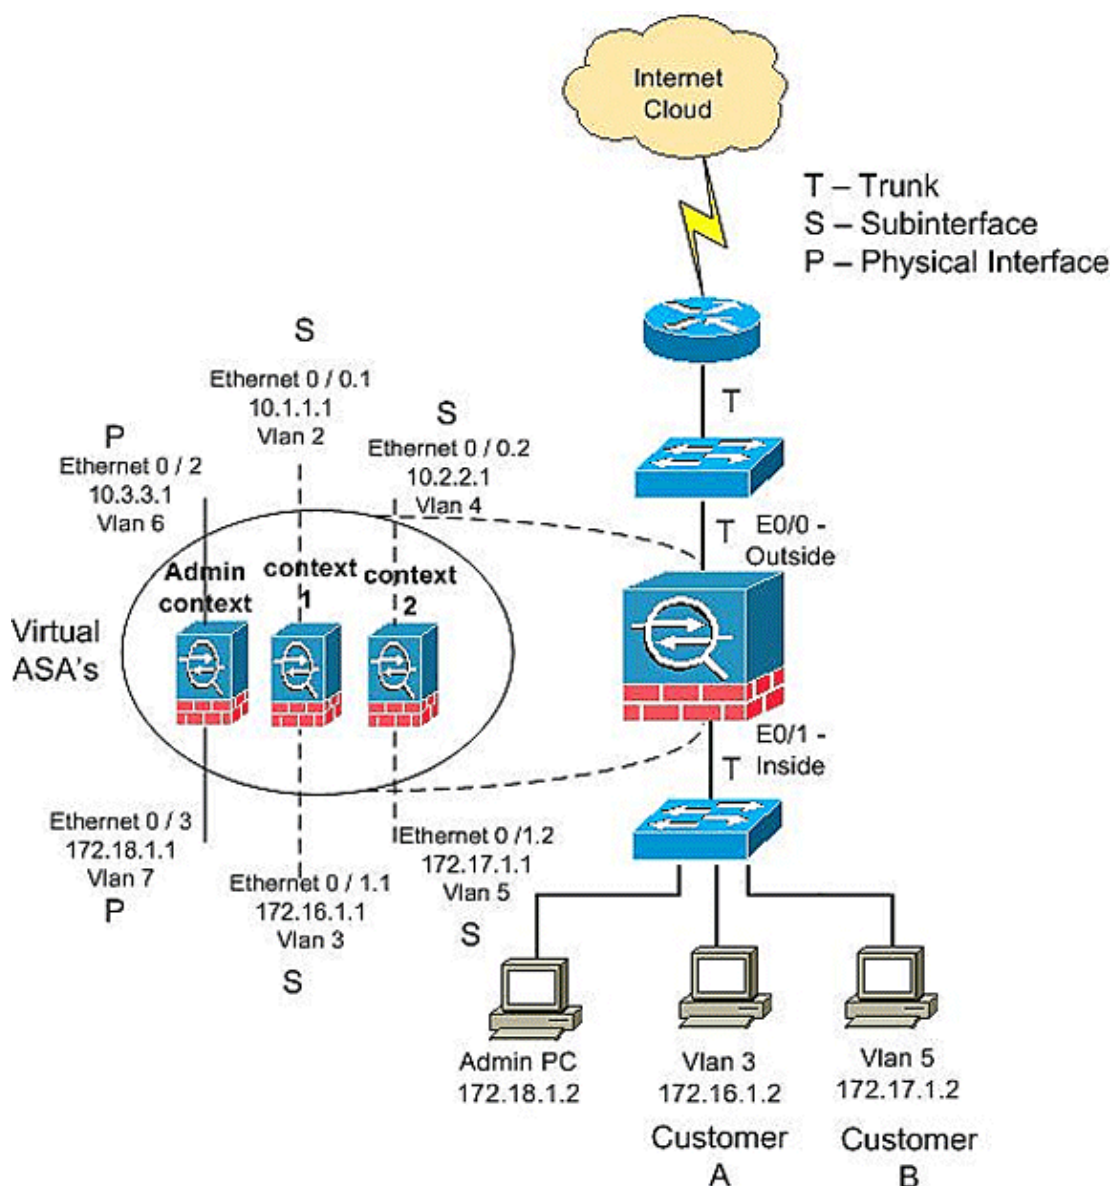 Internet
Cloud
T – Trunk
S – Subinterface
P – Physical Interface
S
Ethernet 0 / 0.1
10.1.1.1
Vlan 2
P
Ethernet 0 / 2
10.3.3.1
Vlan 6
S
Ethernet 0 / 0.2
10.2.2.1
Vlan 4
T
T
E0/0 -
Outside
Admin
context
context
1
context
2
Virtual
ASA's
E0/1 -
Inside
T
Ethernet 0 / 3
172.18.1.1
Vlan 7
P
Ethernet 0 / 1.1
172.16.1.1
Vlan 3
S
Ethernet 0 /1.2
172.17.1.1
Vlan 5
S
Admin PC
172.18.1.2
Vlan 3
172.16.1.2
Customer
A
Vlan 5
172.17.1.2
Customer
B